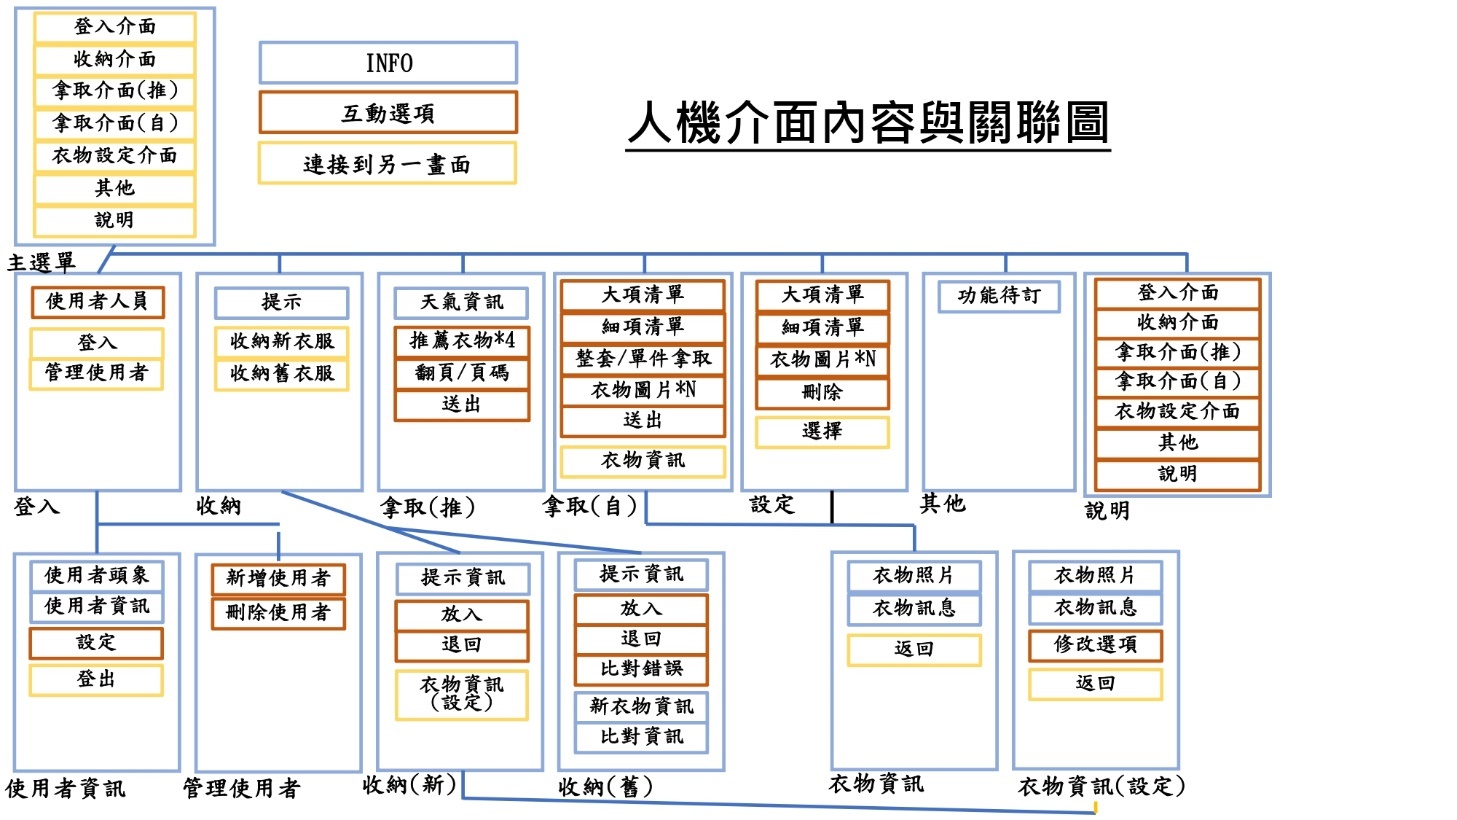 登入介面
收納介面
拿取介面(推)
拿取介面(自)
衣物設定介面
其他
說明
主選單
INFO
互動選項
連接到另一畫面
人機介面內容與關聯圖
使用者人員
登入
管理使用者
登入
提示
收納新衣服
收納舊衣服
收納
天氣資訊
推薦衣物*4
翻頁/頁碼
送出
拿取(推)
大項清單
細項清單
整套/單件拿取
衣物圖片*N
送出
衣物資訊
拿取(自)
大項清單
細項清單
衣物圖片*N
刪除
選擇
設定
功能待訂
其他
登入介面
收納介面
拿取介面(推)
拿取介面(自)
衣物設定介面
其他
說明
說明
使用者頭象
使用者資訊
設定
登出
使用者資訊
新增使用者
刪除使用者
管理使用者
提示資訊
放入
退回
衣物資訊
(設定)
收納(新)
提示資訊
放入
退回
比對錯誤
新衣物資訊
比對資訊
收納(舊)
衣物照片
衣物訊息
返回
衣物資訊
衣物照片
衣物訊息
修改選項
返回
衣物資訊(設定)